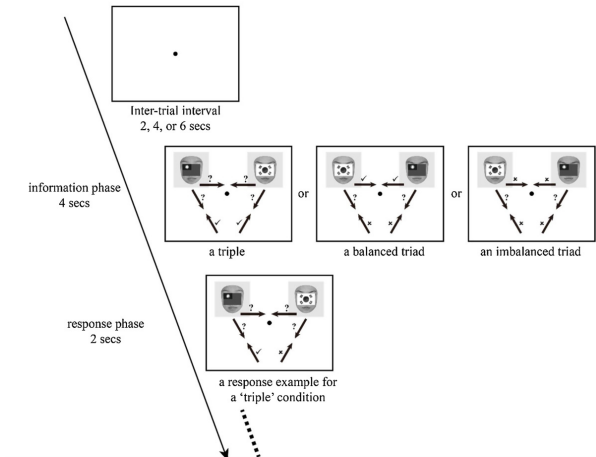 Inter-trial interval
2, 4, or 6 secs
information phase
4 secs
? ?
? ?
✓ ✓
or
✓ ✓
? ?
× ×
or
× ×
? ?
× ×
a triple
a balanced triad
an imbalanced triad
response phase
2 secs
? ?
? ?
✓ ×
a response example for
a ‘triple’ condition